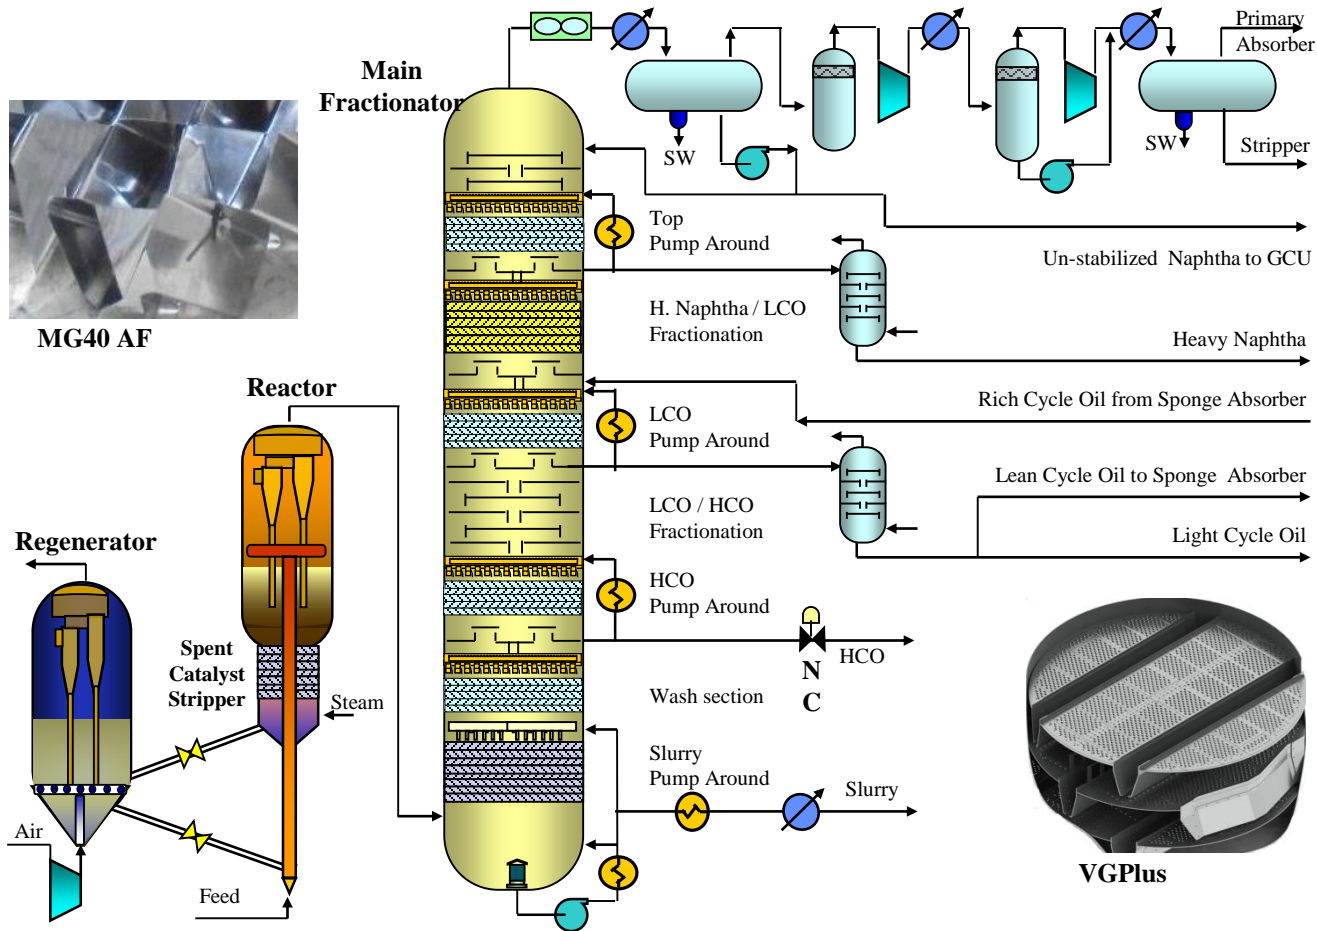 Primary
Absorber
Main
Fractionator
SW
SW
Stripper
Top
Pump Around
Un-stabilized Naphtha to GCU
MG40 AF
H. Naphtha / LCO
Fractionation
Heavy Naphtha
Reactor
Rich Cycle Oil from Sponge Absorber
LCO
Pump Around
Lean Cycle Oil to Sponge Absorber
LCO / HCO
Fractionation
Light Cycle Oil
Regenerator
HCO
Pump Around
Spent
Catalyst
Stripper
HCO
N
C
Steam
Wash section
Slurry
Pump Around
Slurry
Air
Feed
VGPlus